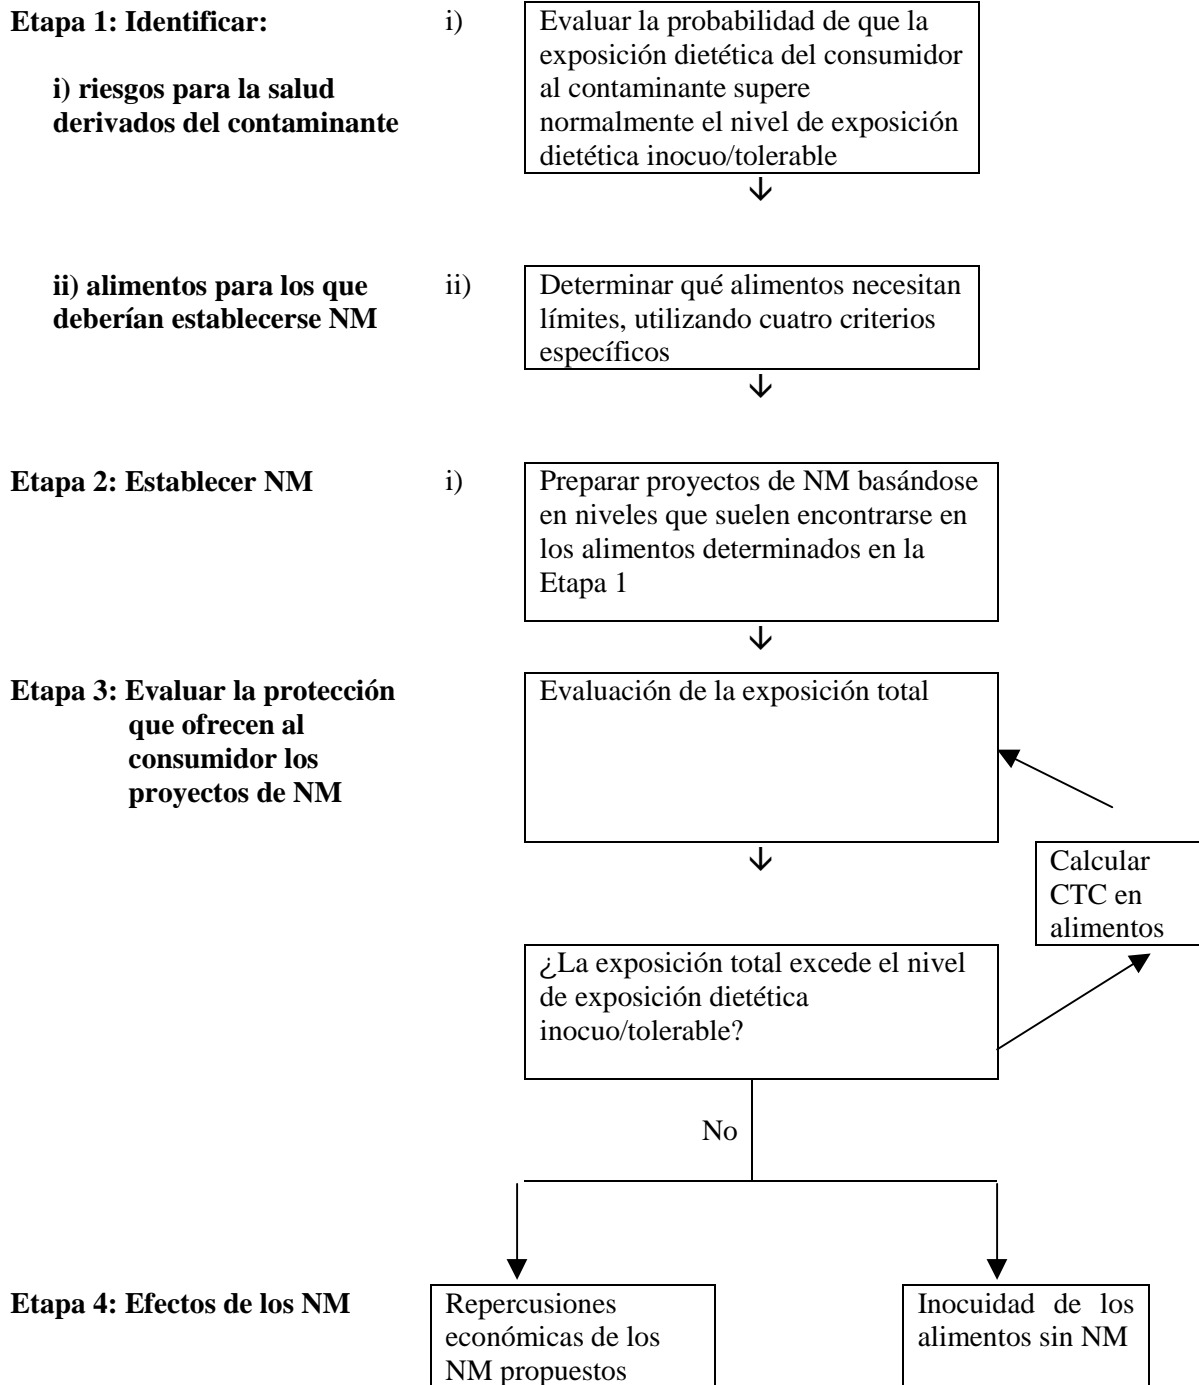 Etapa 1: Identificar:
i) riesgos para la salud
derivados del contaminante
i)
Evaluar la probabilidad de que la
exposición dietética del consumidor
al contaminante supere
normalmente el nivel de exposición
dietética inocuo/tolerable
ii) alimentos para los que
deberían establecerse NM
ii)
Determinar qué alimentos necesitan
límites, utilizando cuatro criterios
específicos
Etapa 2: Establecer NM
i)
Preparar proyectos de NM basándose
en niveles que suelen encontrarse en
los alimentos determinados en la
Etapa 1
Etapa 3: Evaluar la protección
que ofrecen al
consumidor los
proyectos de NM
Evaluación de la exposición total
Calcular
CTC en
alimentos
¿La exposición total excede el nivel
de exposición dietética
inocuo/tolerable?
No
Etapa 4: Efectos de los NM
Repercusiones
económicas de los
NM propuestos
Inocuidad de los
alimentos sin NM